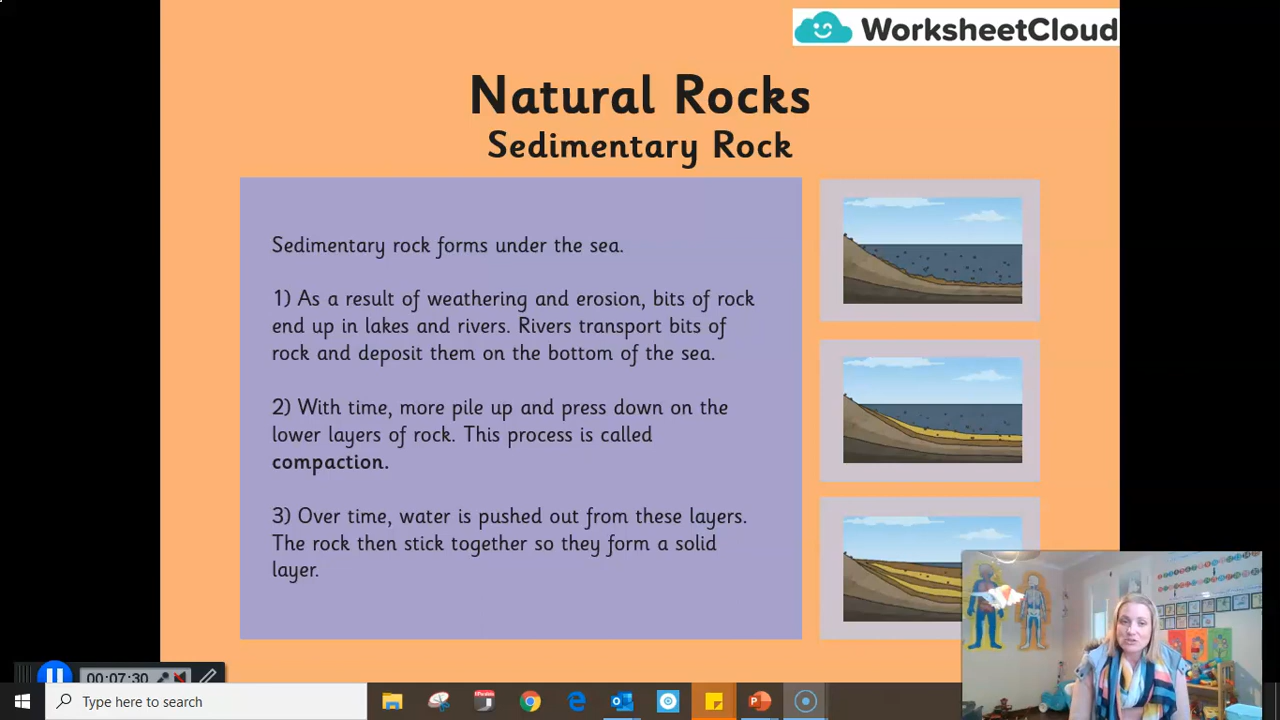 WorksheetCloud
Natural Rocks
Sedimentary Rock
Sedimentary rock forms under the sea.
1) As a result of weathering and erosion, bits of rock
end up in lakes and rivers. Rivers transport bits of
rock and deposit them on the bottom of the sea.
2) With time, more pile up and press down on the
lower layers of rock. This process is called
compaction.
3) Over time, water is pushed out from these layers.
The rock then stick together so they form a solid
layer.
00:07:30
Type here to search